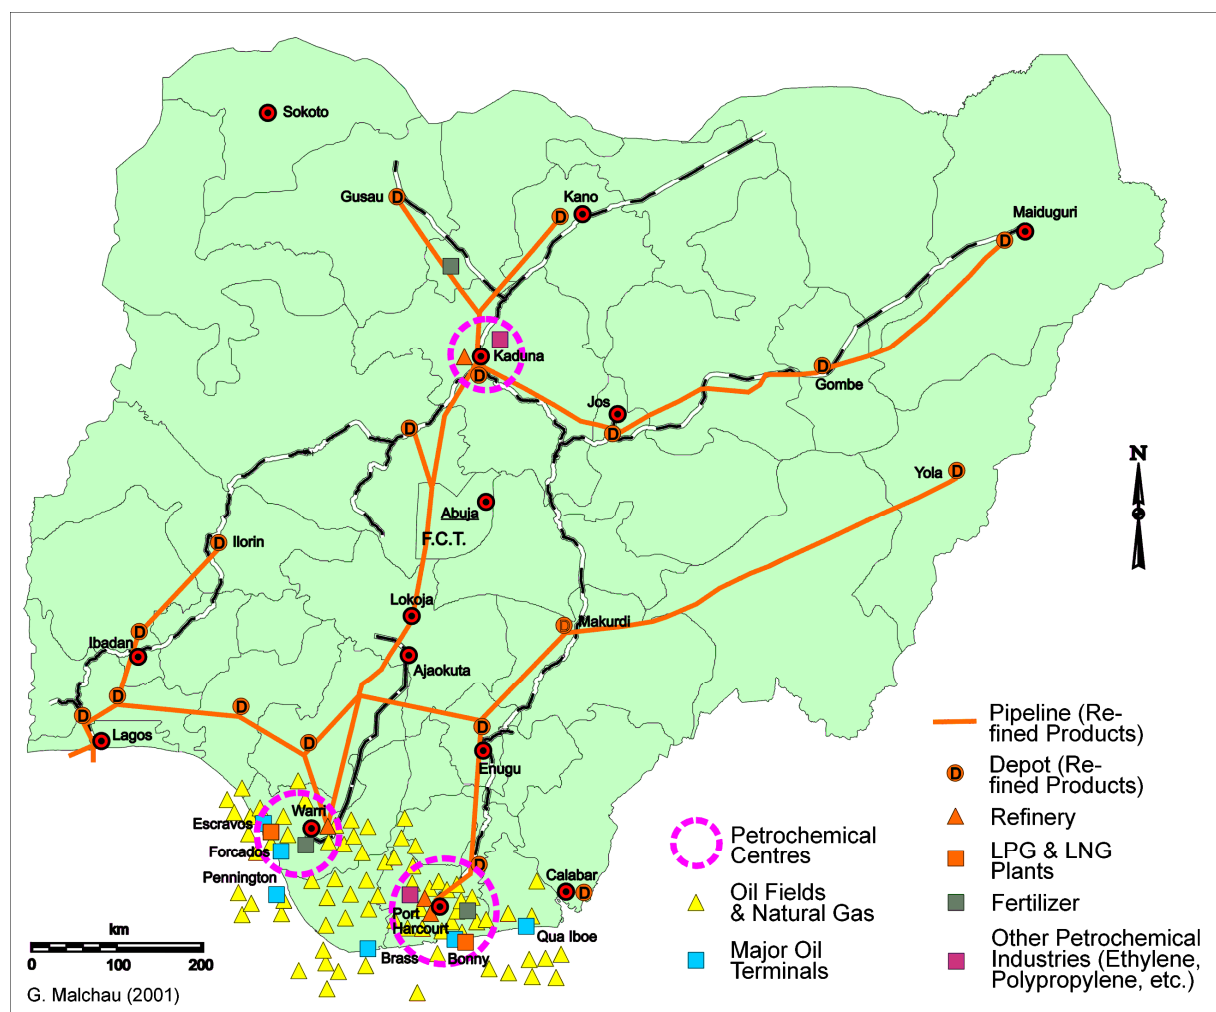 Sokoto
Gusau
D
Kano
D
Maiduguri
D
Kaduna
D
Gombe
D
Jos
D
D
Yola
D
Abuja
F.C.T.
Ilorin
D
Lokoja
Makurdi
D
D
Ibadan
Ajaokuta
D
D
D
Lagos
D
D
Enugu
Warri
Escravos
Forcados
Pennington
D
Calabar
D
Port
Harcourt
Qua Iboe
Brass
Bonny
N
km
0 100 200
G. Malchau (2001)
Petrochemical
Centres
Oil Fields
& Natural Gas
Major Oil
Terminals
Pipeline (Re-
fined Products)
D
Depot (Re-
fined Products)
Refinery
LPG & LNG
Plants
Fertilizer
Other Petrochemical
Industries (Ethylene,
Polypropylene, etc.)